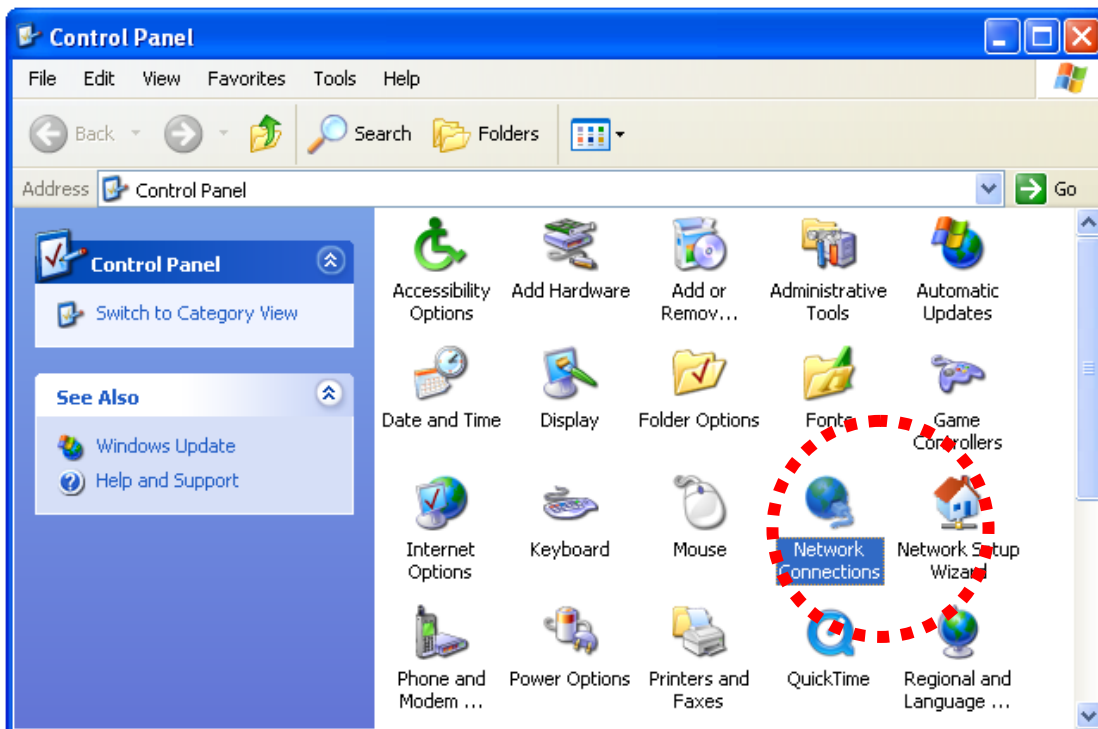 Control Panel
File Edit View Favorites Tools Help
Back Search Folders
Address Control Panel Go
Control Panel
Switch to Category View
See Also
Windows Update
Help and Support
Accessibility Options
Add Hardware
Add or Remov...
Administrative Tools
Automatic Updates
Date and Time
Display
Folder Options
Fonts
Game Controllers
Internet Options
Keyboard
Mouse
Network Connections
Network Setup Wizard
Phone and Modem ...
Power Options
Printers and Faxes
QuickTime
Regional and Language ...